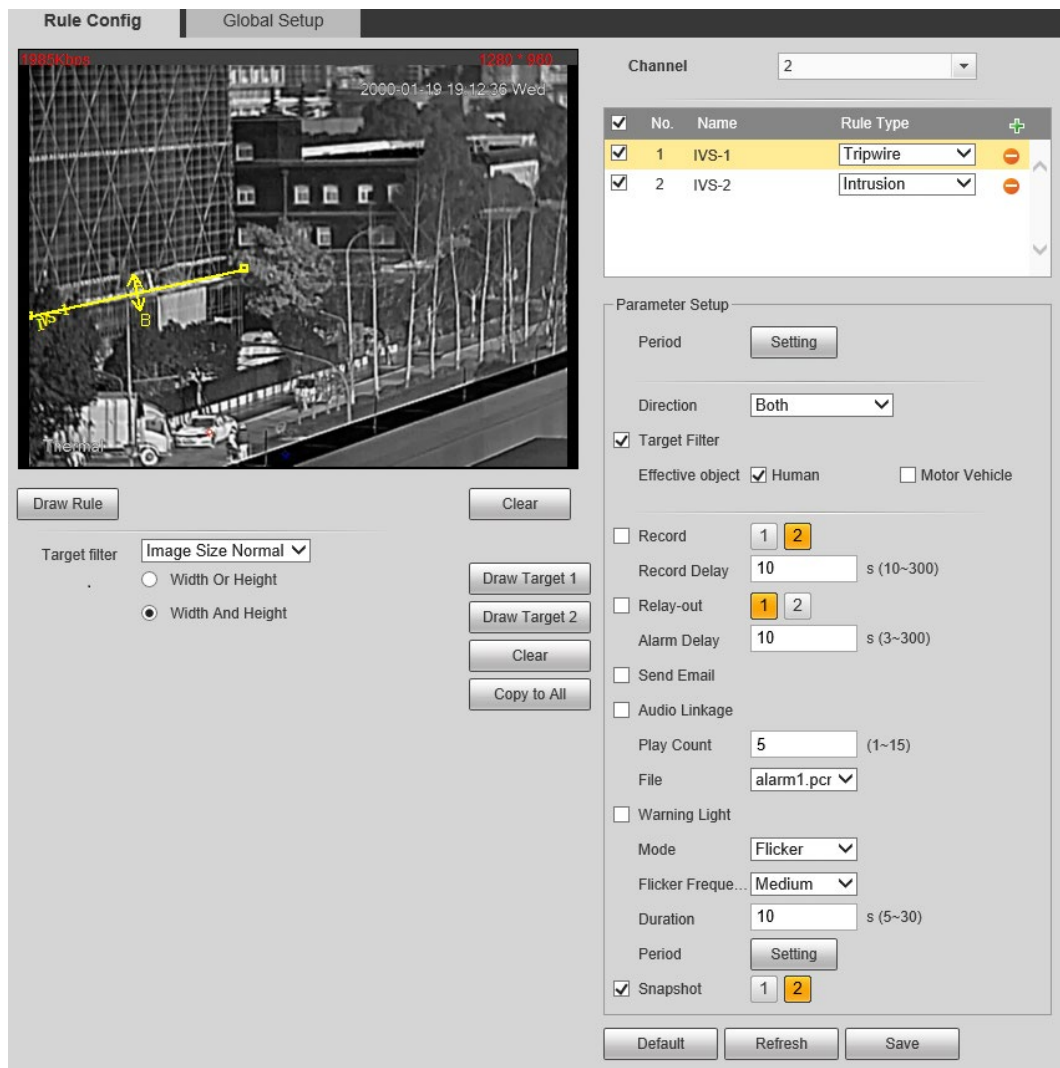 Rule Config
Global Setup
1985Kbps
1280 * 960
2000-01-19 19:12:36 Wed
IVS-1
B
Thermal
Draw Rule
Clear
Target filter
Image Size Normal
Width Or Height
Draw Target 1
Width And Height
Draw Target 2
Clear
Copy to All
Channel
2
No.
Name
Rule Type
1
IVS-1
Tripwire
2
IVS-2
Intrusion
Parameter Setup
Period
Setting
Direction
Both
Target Filter
Effective object
Human
Motor Vehicle
Record
1
2
Record Delay
10
s (10~300)
Relay-out
1
2
Alarm Delay
10
s (3~300)
Send Email
Audio Linkage
Play Count
5
(1~15)
File
alarm1.pcr
Warning Light
Mode
Flicker
Flicker Freque...
Medium
Duration
10
s (5~30)
Period
Setting
Snapshot
1
2
Default
Refresh
Save